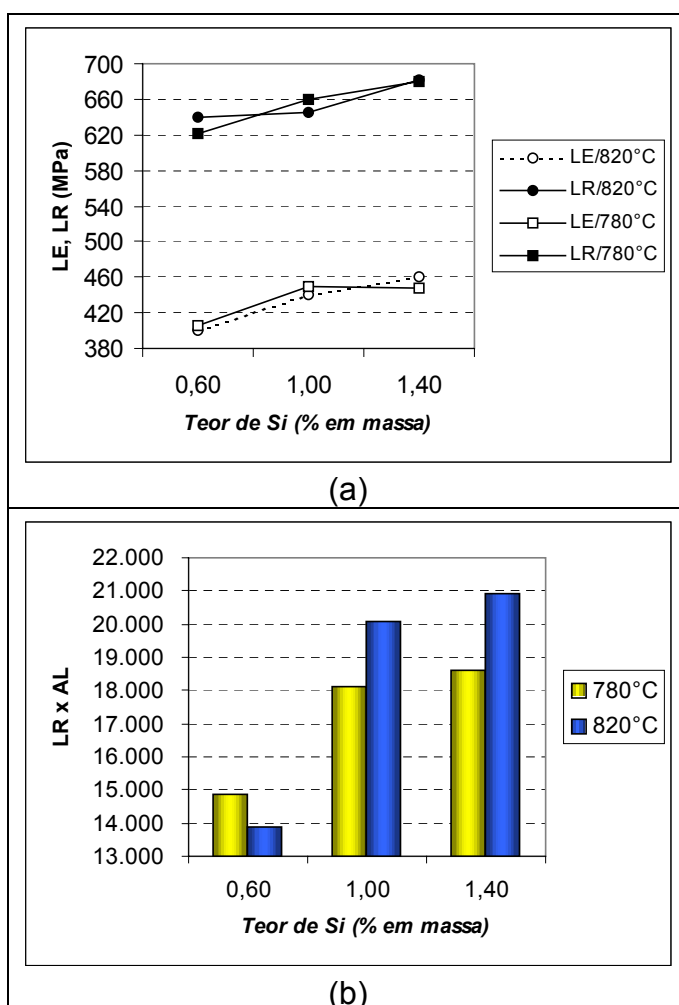 700
660
620
580
540
500
460
420
380
LE, LR (MPa)
0,60 1,00 1,40
Teor de Si (% em massa)
LE/820°C
LR/820°C
LE/780°C
LR/780°C
(a)
22.000
21.000
20.000
19.000
18.000
17.000
16.000
15.000
14.000
13.000
LR x AL
0,60 1,00 1,40
Teor de Si (% em massa)
780°C
820°C
(b)